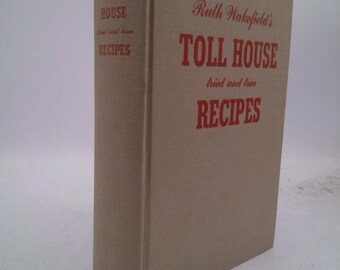 HOUSE
tried and true
RECIPES
Ruth Wakefield's
TOLL HOUSE
tried and true
RECIPES